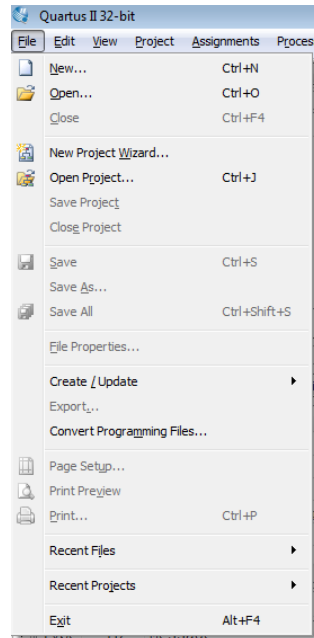 Quartus II 32-bit
File Edit View Project Assignments Proces
New... Ctrl+N
Open... Ctrl+O
Close Ctrl+F4
New Project Wizard...
Open Project... Ctrl+J
Save Project
Close Project
Save Ctrl+S
Save As...
Save All Ctrl+Shift+S
File Properties...
Create / Update
Export...
Convert Programming Files...
Page Setup...
Print Preview
Print... Ctrl+P
Recent Files
Recent Projects
Exit Alt+F4